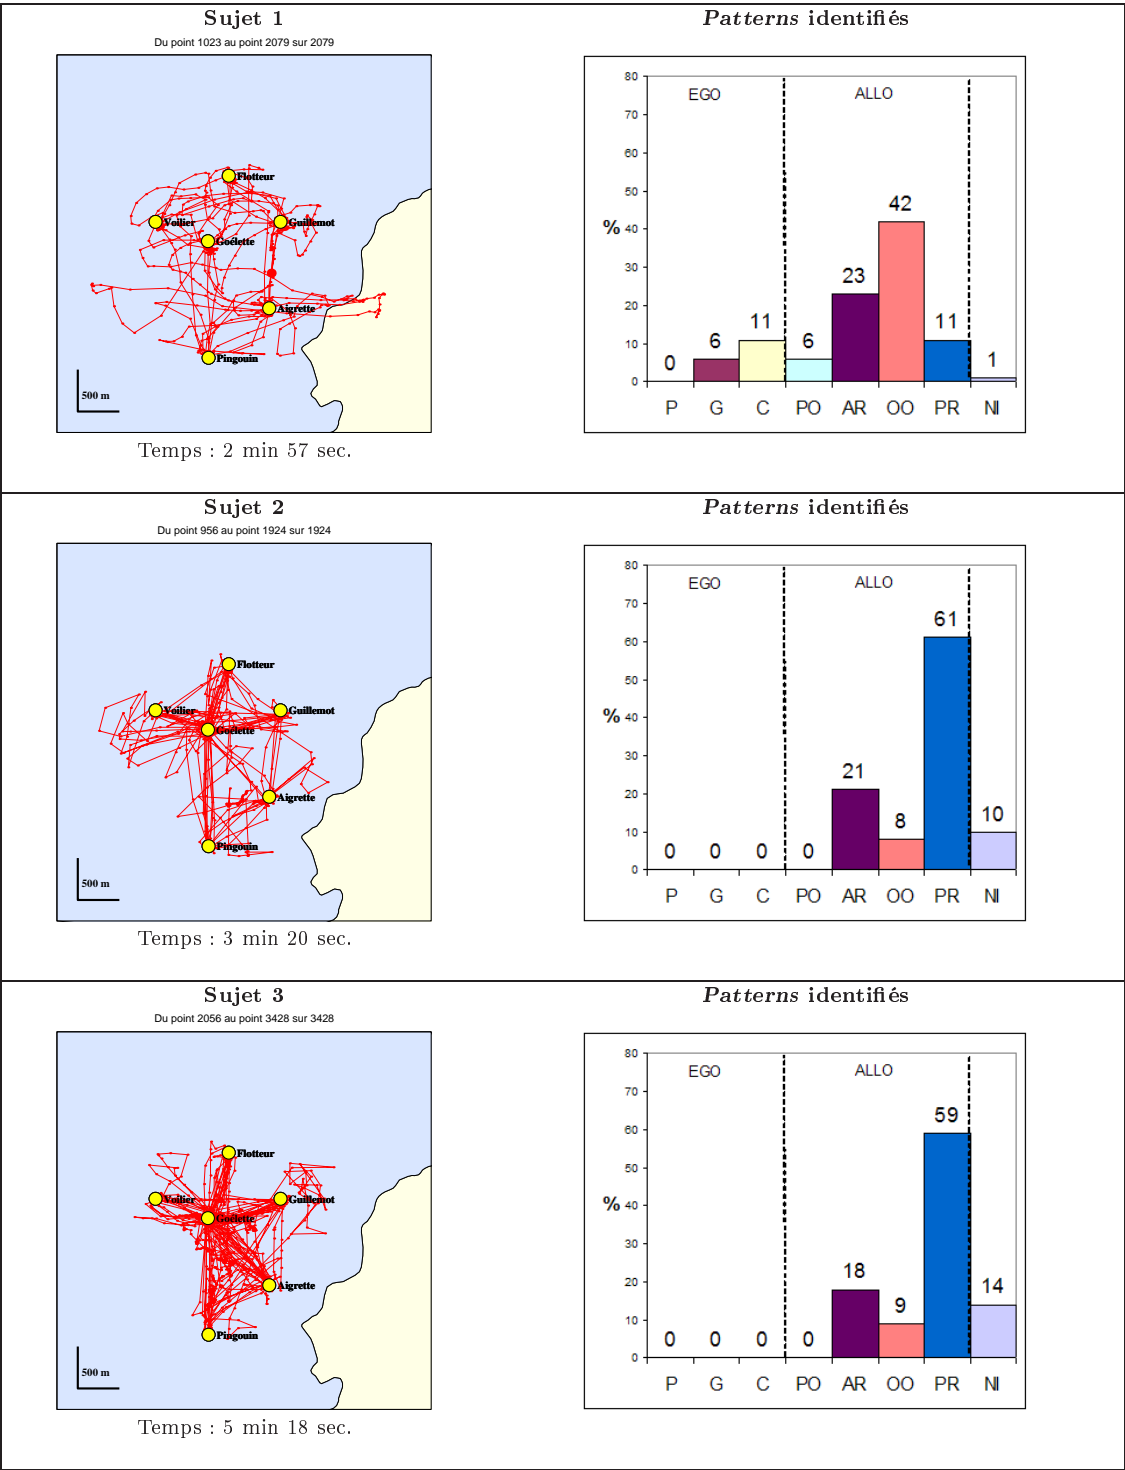 Sujet 1
Du point 1023 au point 2079 sur 2079
Flotteur
Voilier
Guillemot
Goélette
Aigrette
Pingouin
500 m
Temps : 2 min 57 sec.
Patterns identifiés
EGO ALLO
%
80
70
60
50
40
30
20
10
0
0 6 11 6 23 42 11 1
P G C PO AR OO PR NI
Sujet 2
Du point 956 au point 1924 sur 1924
Flotteur
Voilier
Guillemot
Goélette
Aigrette
Pingouin
500 m
Temps : 3 min 20 sec.
Patterns identifiés
EGO ALLO
%
80
70
60
50
40
30
20
10
0
0 0 0 0 21 8 61 10
P G C PO AR OO PR NI
Sujet 3
Du point 2056 au point 3428 sur 3428
Flotteur
Voilier
Guillemot
Goélette
Aigrette
Pingouin
500 m
Temps : 5 min 18 sec.
Patterns identifiés
EGO ALLO
%
80
70
60
50
40
30
20
10
0
0 0 0 0 18 9 59 14
P G C PO AR OO PR NI